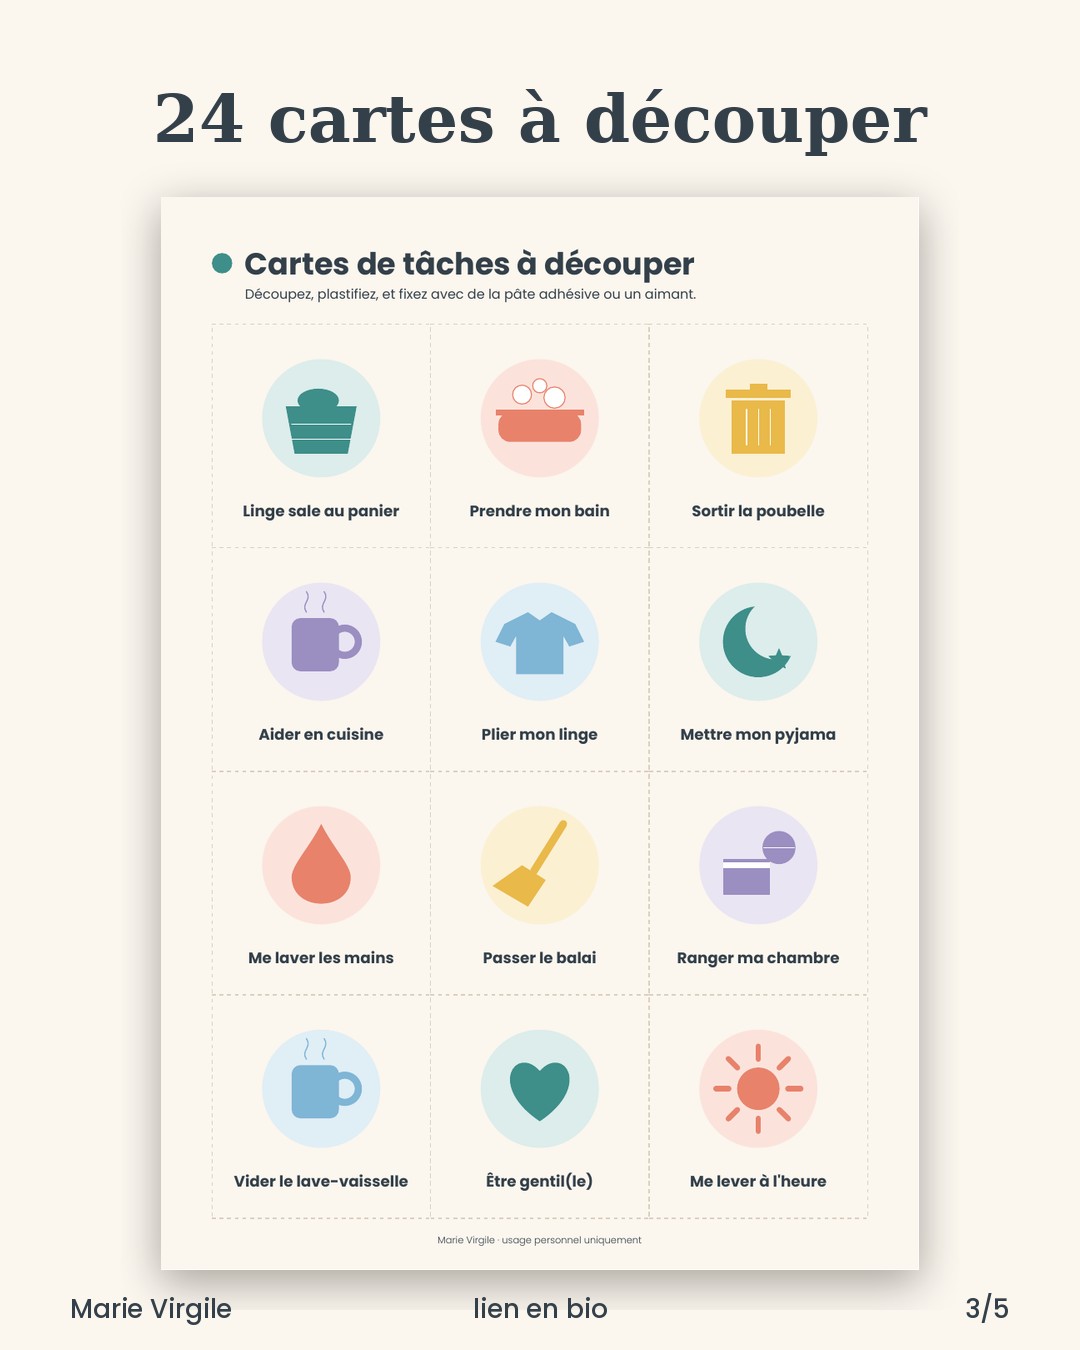 24 cartes à découper
Cartes de tâches à découper
Découpez, plastifiez, et fixez avec de la pâte adhésive ou un aimant.
Linge sale au panier
Prendre mon bain
Sortir la poubelle
Aider en cuisine
Plier mon linge
Mettre mon pyjama
Me laver les mains
Passer le balai
Ranger ma chambre
Vider le lave-vaisselle
Être gentil(le)
Me lever à l'heure
Marie Virgile · usage personnel uniquement
Marie Virgile
lien en bio
3/5